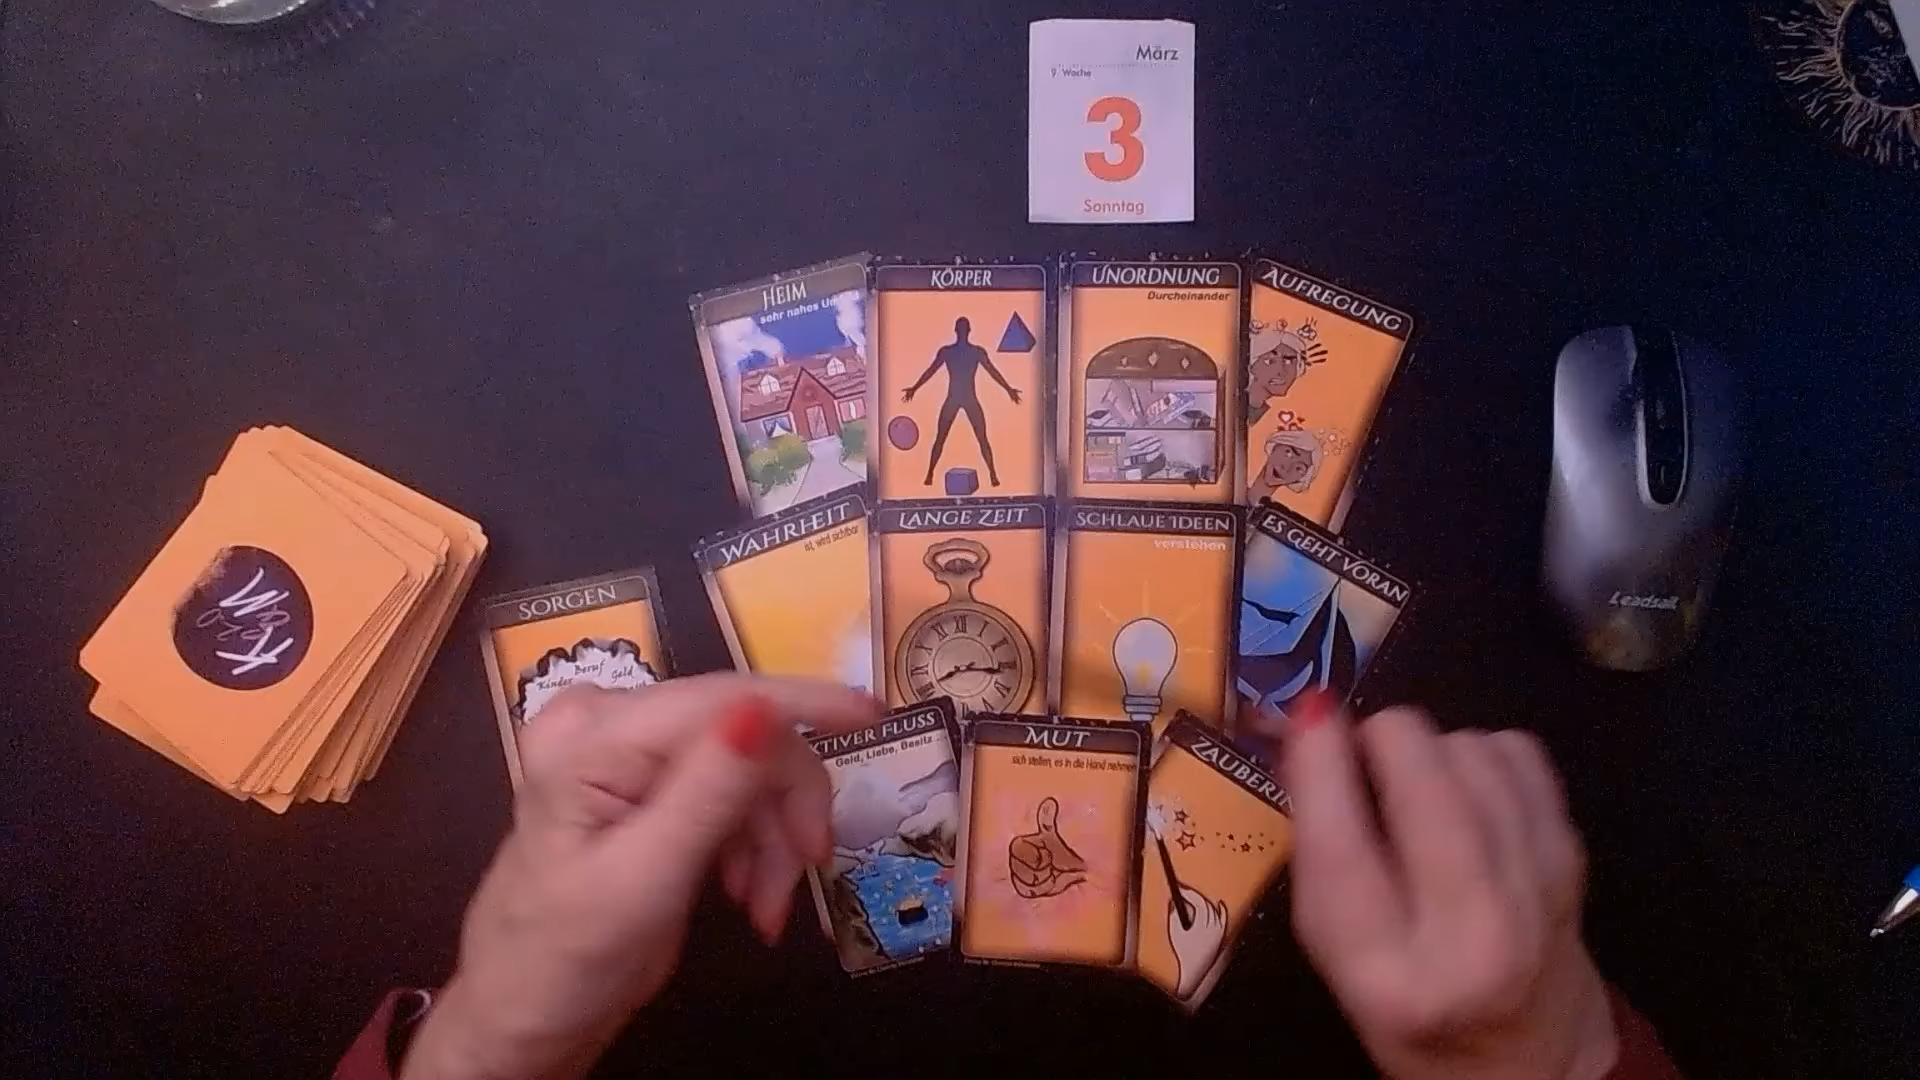 März
9. Woche
3
Sonntag
HEIM
sehr nahes
KÖRPER
UNORDNUNG
Durcheinander
AUFREGUNG
WAHRHEIT
ist, wird sichtbar
LANGE ZEIT
SCHLAUE IDEEN
verstehen
ES GEHT VORAN
SORGEN
Beruf
Kinder
Geld
KTIVER FLUSS
Geld, Liebe, Besitz ...
MUT
sich stellen, es in die Hand nehmen
ZAUBERIN
Leadsail